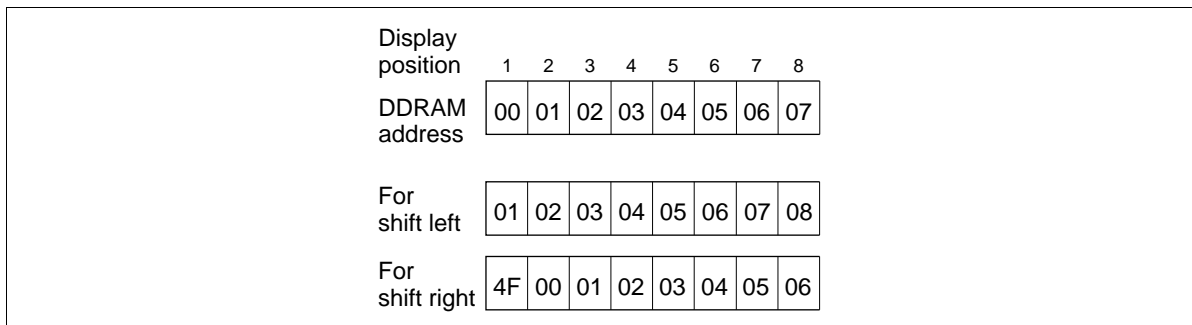 Display
position 1 2 3 4 5 6 7 8
DDRAM
address 00 01 02 03 04 05 06 07
For
shift left 01 02 03 04 05 06 07 08
For
shift right 4F 00 01 02 03 04 05 06